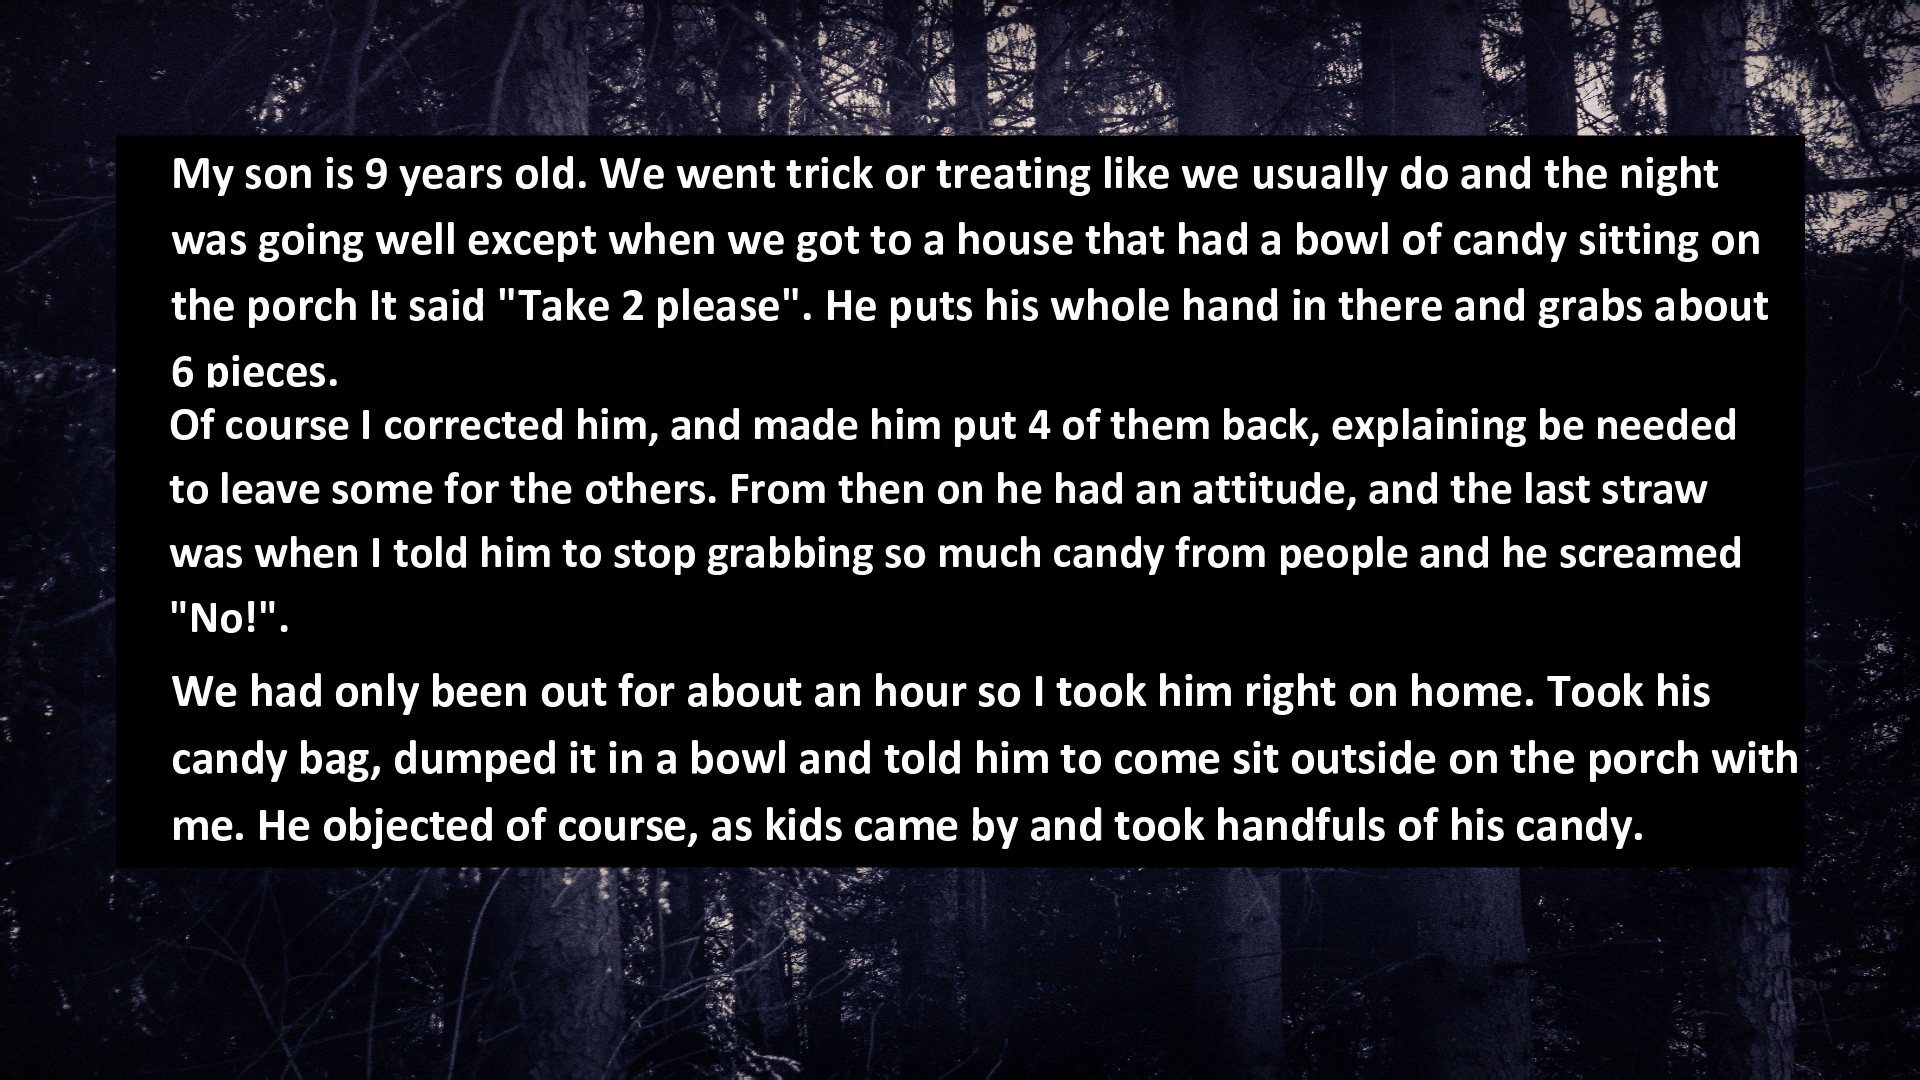 My son is 9 years old. We went trick or treating like we usually do and the night
was going well except when we got to a house that had a bowl of candy sitting on
the porch It said "Take 2 please". He puts his whole hand in there and grabs about
6 pieces.
Of course I corrected him, and made him put 4 of them back, explaining be needed
to leave some for the others. From then on he had an attitude, and the last straw
was when I told him to stop grabbing so much candy from people and he screamed
"No!".
We had only been out for about an hour so I took him right on home. Took his
candy bag, dumped it in a bowl and told him to come sit outside on the porch with
me. He objected of course, as kids came by and took handfuls of his candy.